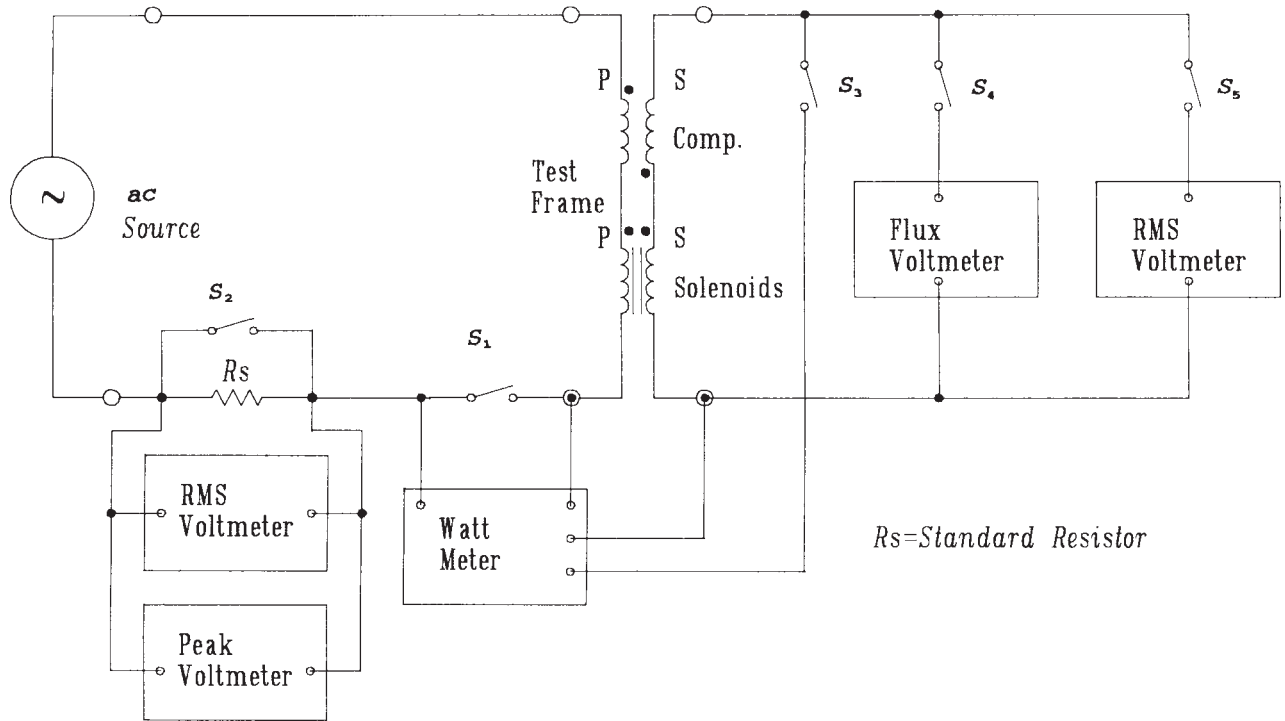 P
S
S₃
S₄
S₅
Comp.
Test
Frame
~
ac
Source
P
S
Flux
Voltmeter
RMS
Voltmeter
Solenoids
S₂
S₁
Rs
RMS
Voltmeter
Watt
Meter
Rs=Standard Resistor
Peak
Voltmeter